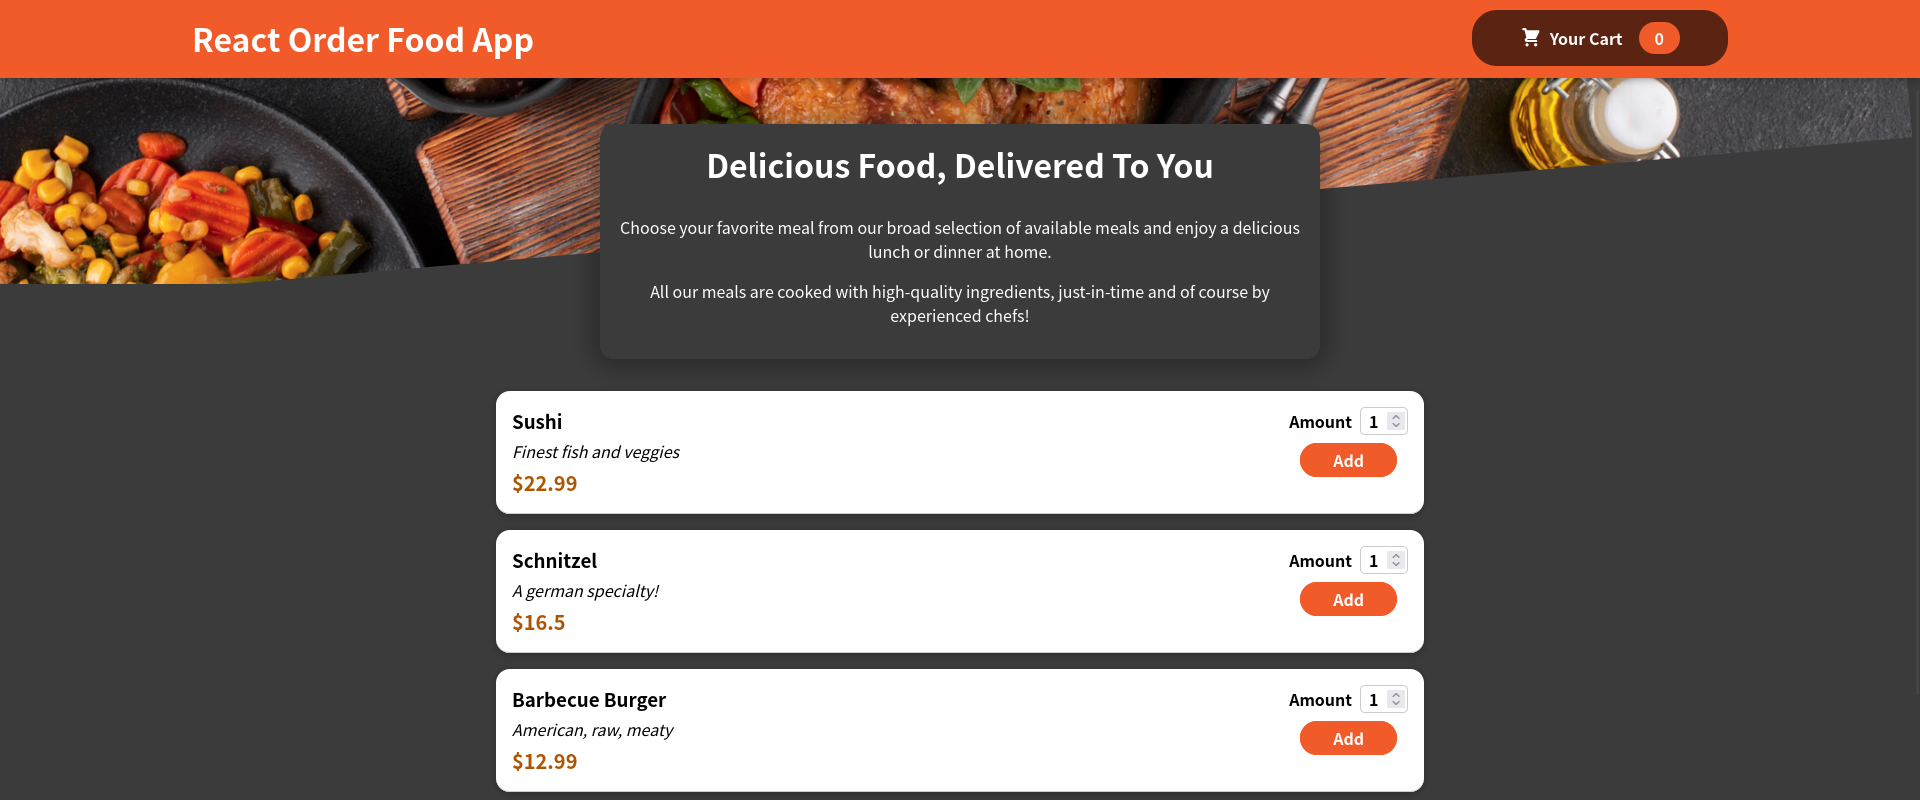 React Order Food App
Your Cart 0
Delicious Food, Delivered To You
Choose your favorite meal from our broad selection of available meals and enjoy a delicious
lunch or dinner at home.
All our meals are cooked with high-quality ingredients, just-in-time and of course by
experienced chefs!
Sushi
Finest fish and veggies
$22.99
Amount 1
Add
Schnitzel
A german specialty!
$16.5
Amount 1
Add
Barbecue Burger
American, raw, meaty
$12.99
Amount 1
Add